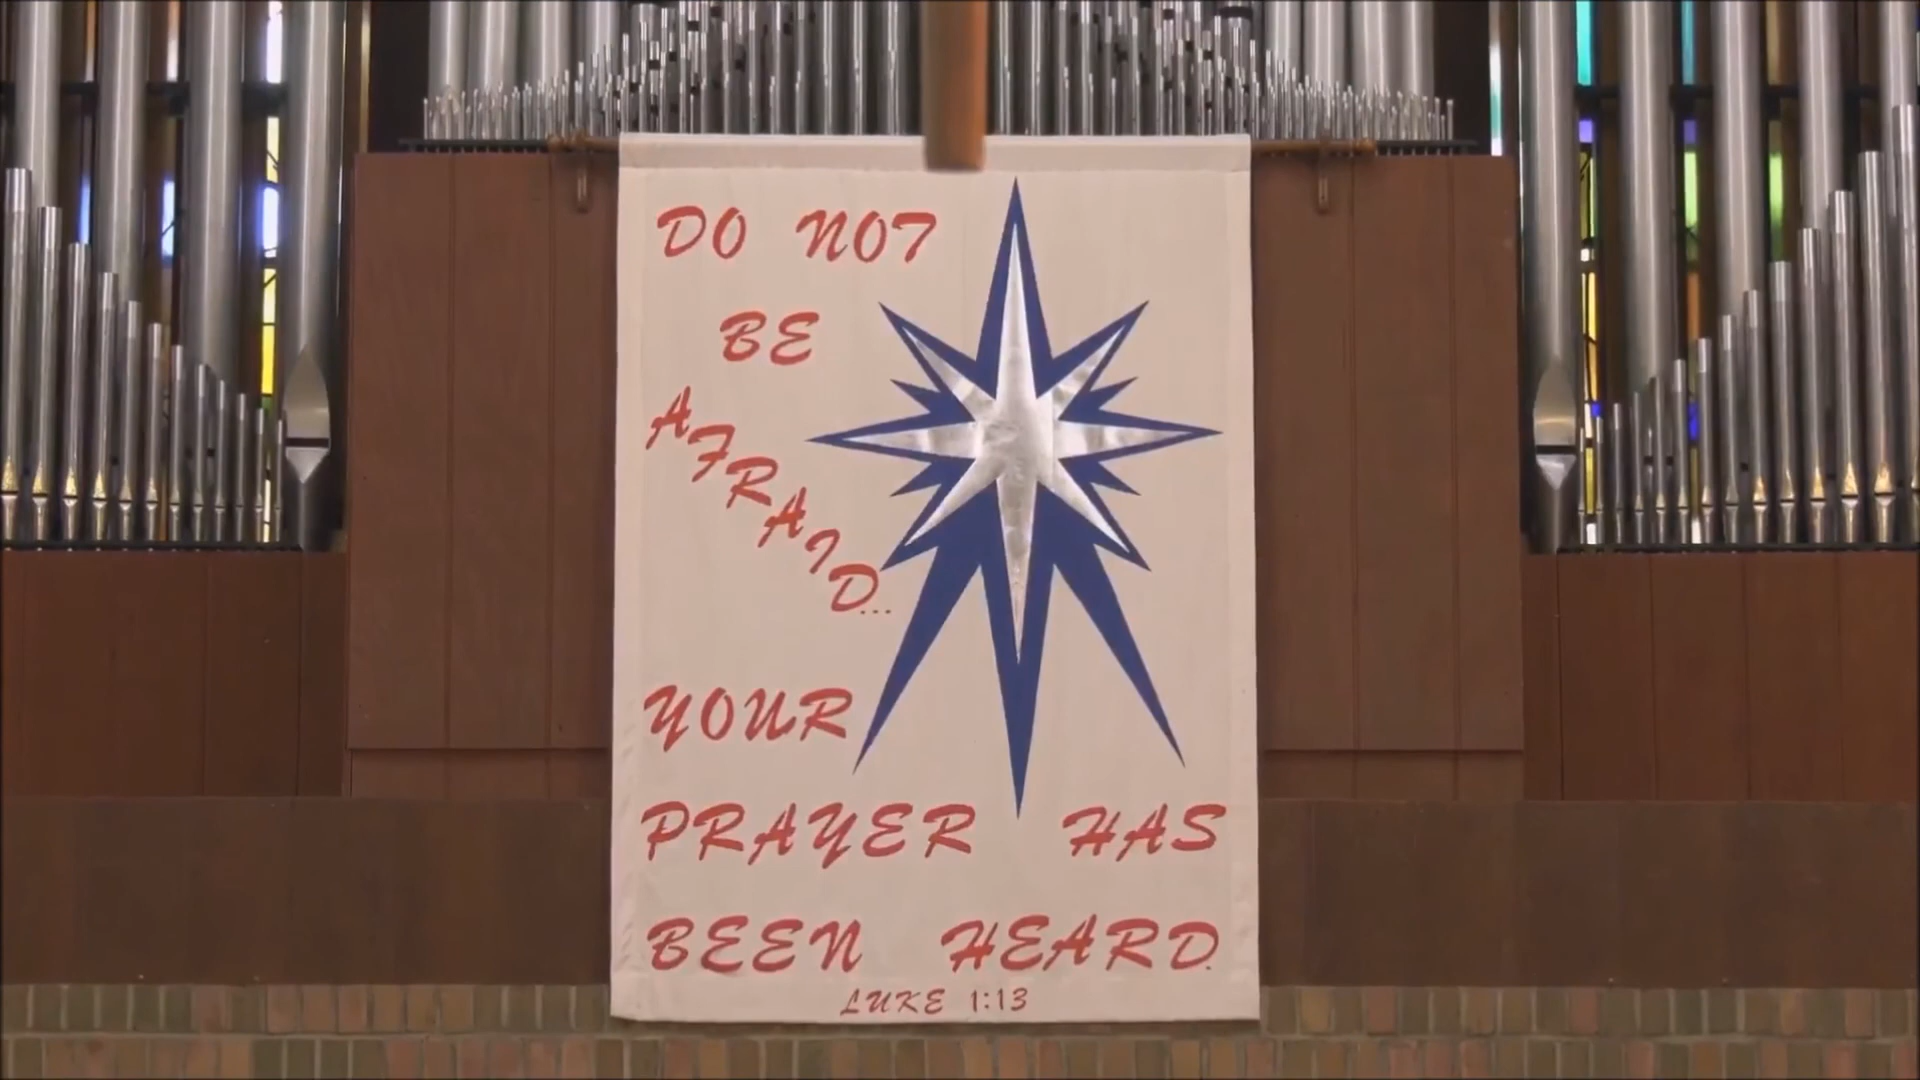 DO NOT
BE
AFRAID...
YOUR
PRAYER HAS
BEEN HEARD.
LUKE 1:13